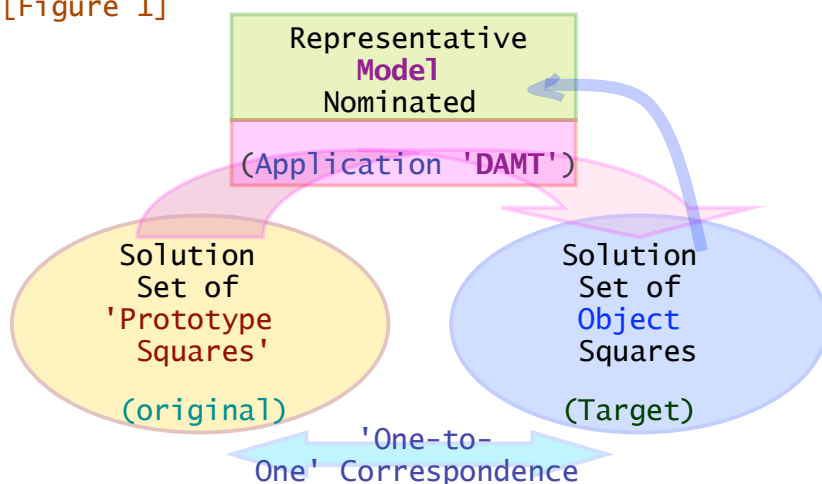 [Figure 1]
Representative
Model
Nominated
(Application 'DAMT')
Solution
Set of
'Prototype
Squares'
(original)
Solution
Set of
Object
Squares
(Target)
'One-to-
One' Correspondence